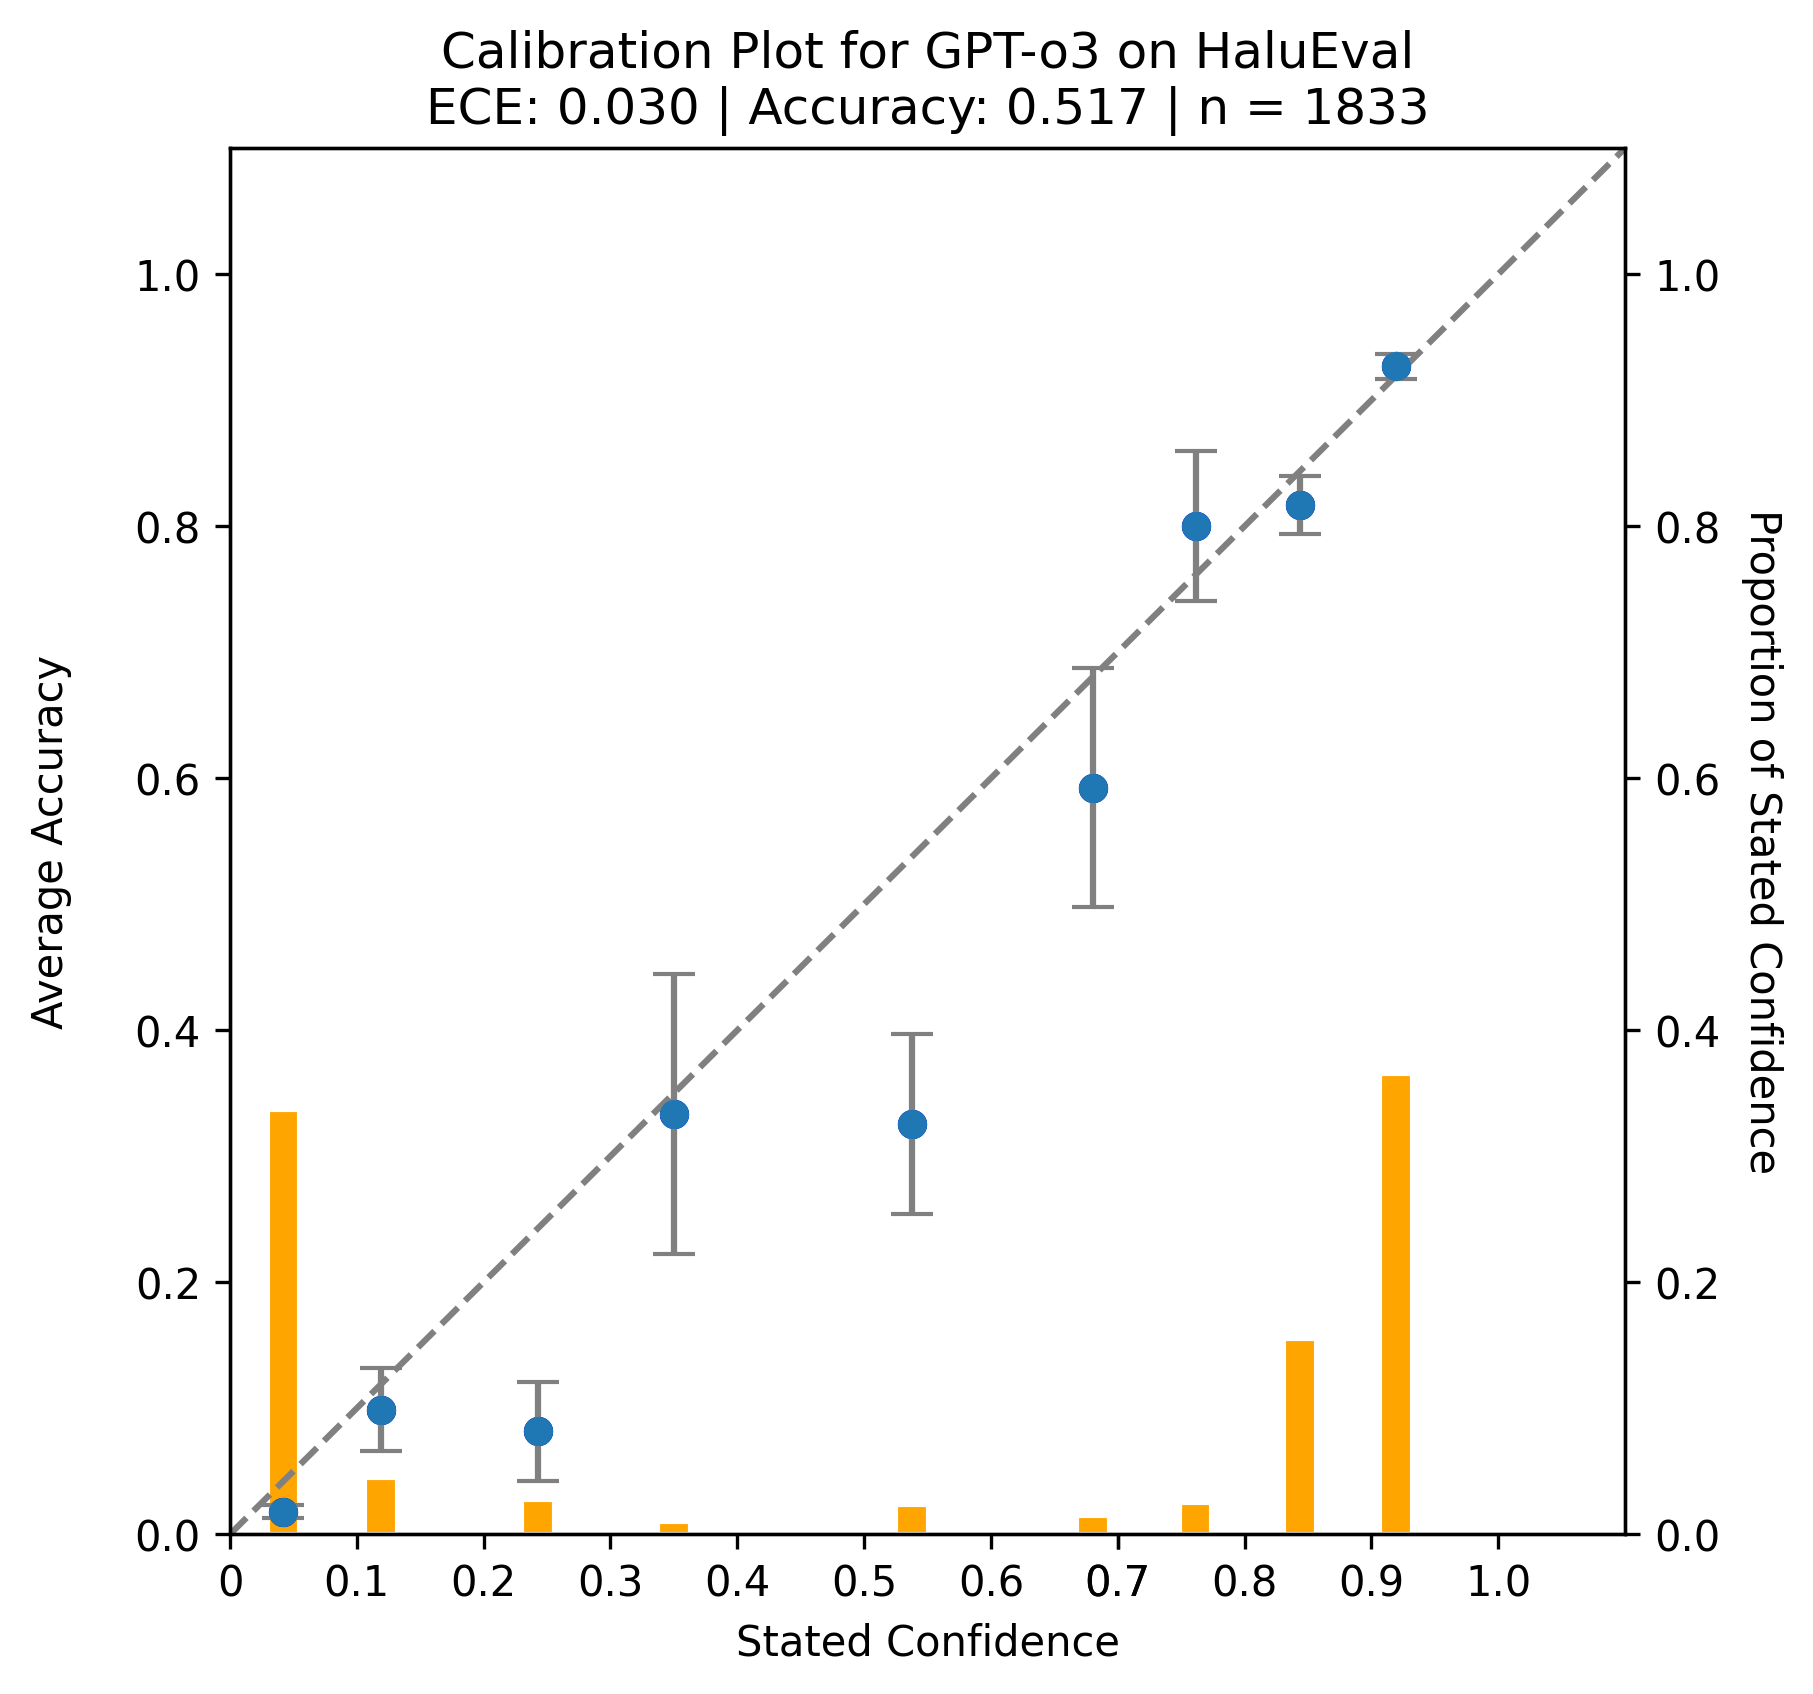 Calibration Plot for GPT-o3 on HaluEval
ECE: 0.030 | Accuracy: 0.517 | n = 1833
Average Accuracy
1.0
0.8
0.6
0.4
0.2
0.0
0 0.1 0.2 0.3 0.4 0.5 0.6 0.7 0.8 0.9 1.0
Stated Confidence
1.0
0.8
0.6
0.4
0.2
0.0
Proportion of Stated Confidence